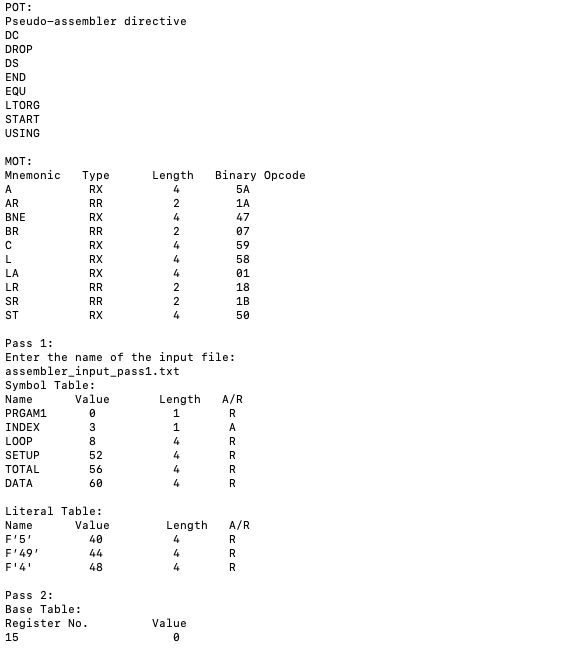 POT:
Pseudo-assembler directive
DC
DROP
DS
END
EQU
LTORG
START
USING

MOT:
Mnemonic   Type      Length   Binary Opcode
A           RX          4        5A
AR          RR          2        1A
BNE         RX          4        47
BR          RR          2        07
C           RX          4        59
L           RX          4        58
LA          RX          4        01
LR          RR          2        18
SR          RR          2        1B
ST          RX          4        50

Pass 1:
Enter the name of the input file:
assembler_input_pass1.txt
Symbol Table:
Name      Value       Length   A/R
PRGAM1      0           1       R
INDEX       3           1       A
LOOP        8           4       R
SETUP       52          4       R
TOTAL       56          4       R
DATA        60          4       R

Literal Table:
Name      Value        Length   A/R
F’5’        40          4       R
F’49’       44          4       R
F'4'        48          4       R

Pass 2:
Base Table:
Register No.         Value
15                      0